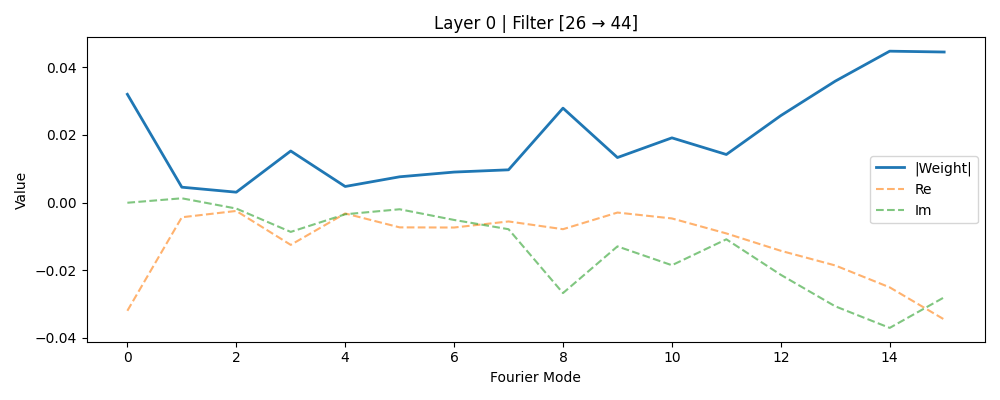 Layer 0 | Filter [26 → 44]
Value
0.04
0.02
0.00
−0.02
−0.04
|Weight|
Re
Im
0 2 4 6 8 10 12 14
Fourier Mode